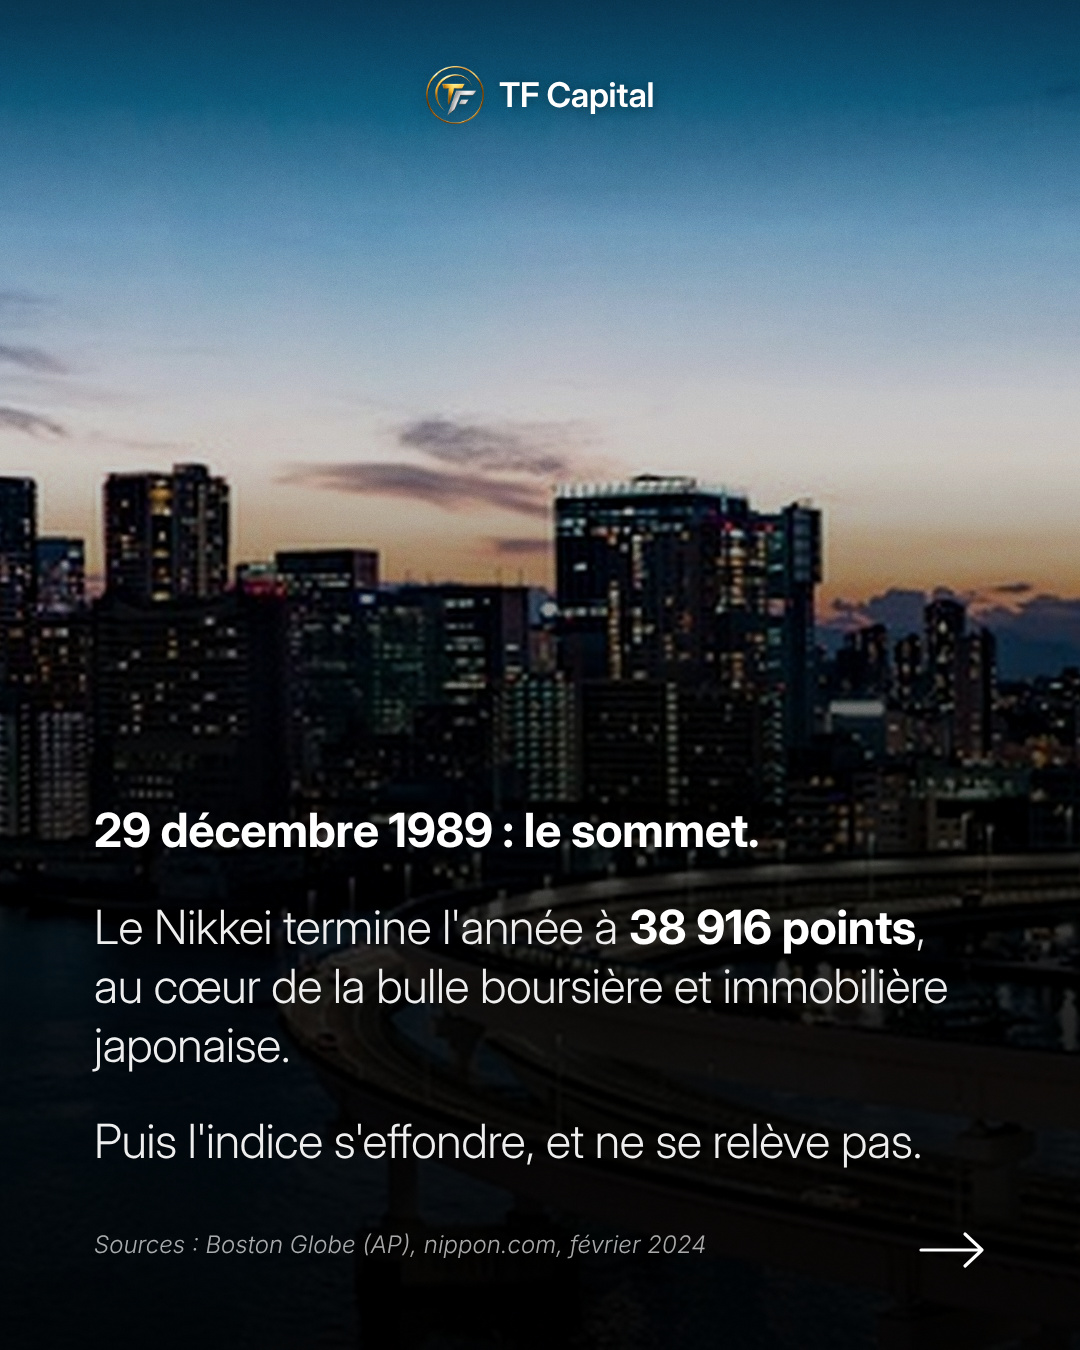 TF Capital
29 décembre 1989 : le sommet.
Le Nikkei termine l'année à 38 916 points,
au cœur de la bulle boursière et immobilière
japonaise.
Puis l'indice s'effondre, et ne se relève pas.
Sources : Boston Globe (AP), nippon.com, février 2024